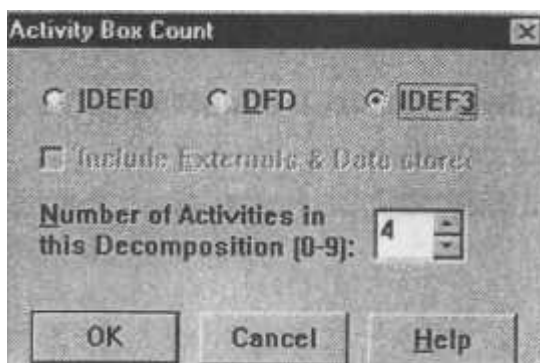 Activity Box Count
IDEF0 DFD IDEF3
Include Externals & Data stores
Number of Activities in
this Decomposition (0-9): 4
OK Cancel Help